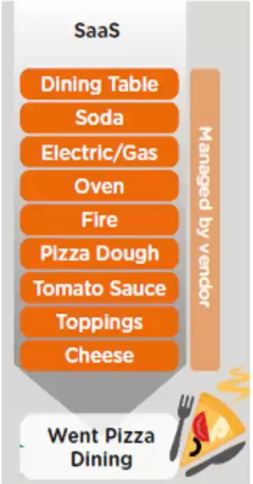 SaaS
Dining Table
Soda
Electric/Gas
Oven
Fire
Pizza Dough
Tomato Sauce
Toppings
Cheese
Managed by vendor
Went Pizza
Dining